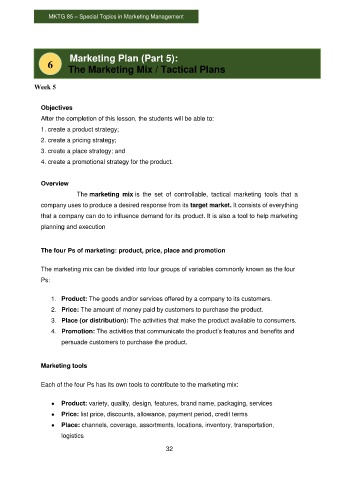 MKTG 85 – Special Topics in Marketing Management
6
Marketing Plan (Part 5):
The Marketing Mix / Tactical Plans
Week 5
Objectives
After the completion of this lesson, the students will be able to:
1. create a product strategy;
2. create a pricing strategy;
3. create a place strategy; and
4. create a promotional strategy for the product.
Overview
The marketing mix is the set of controllable, tactical marketing tools that a
company uses to produce a desired response from its target market. It consists of everything
that a company can do to influence demand for its product. It is also a tool to help marketing
planning and execution
The four Ps of marketing: product, price, place and promotion
The marketing mix can be divided into four groups of variables commonly known as the four
Ps:
1. Product: The goods and/or services offered by a company to its customers.
2. Price: The amount of money paid by customers to purchase the product.
3. Place (or distribution): The activities that make the product available to consumers.
4. Promotion: The activities that communicate the product's features and benefits and
persuade customers to purchase the product.
Marketing tools
Each of the four Ps has its own tools to contribute to the marketing mix:
• Product: variety, quality, design, features, brand name, packaging, services
• Price: list price, discounts, allowance, payment period, credit terms
• Place: channels, coverage, assortments, locations, inventory, transportation,
logistics
32